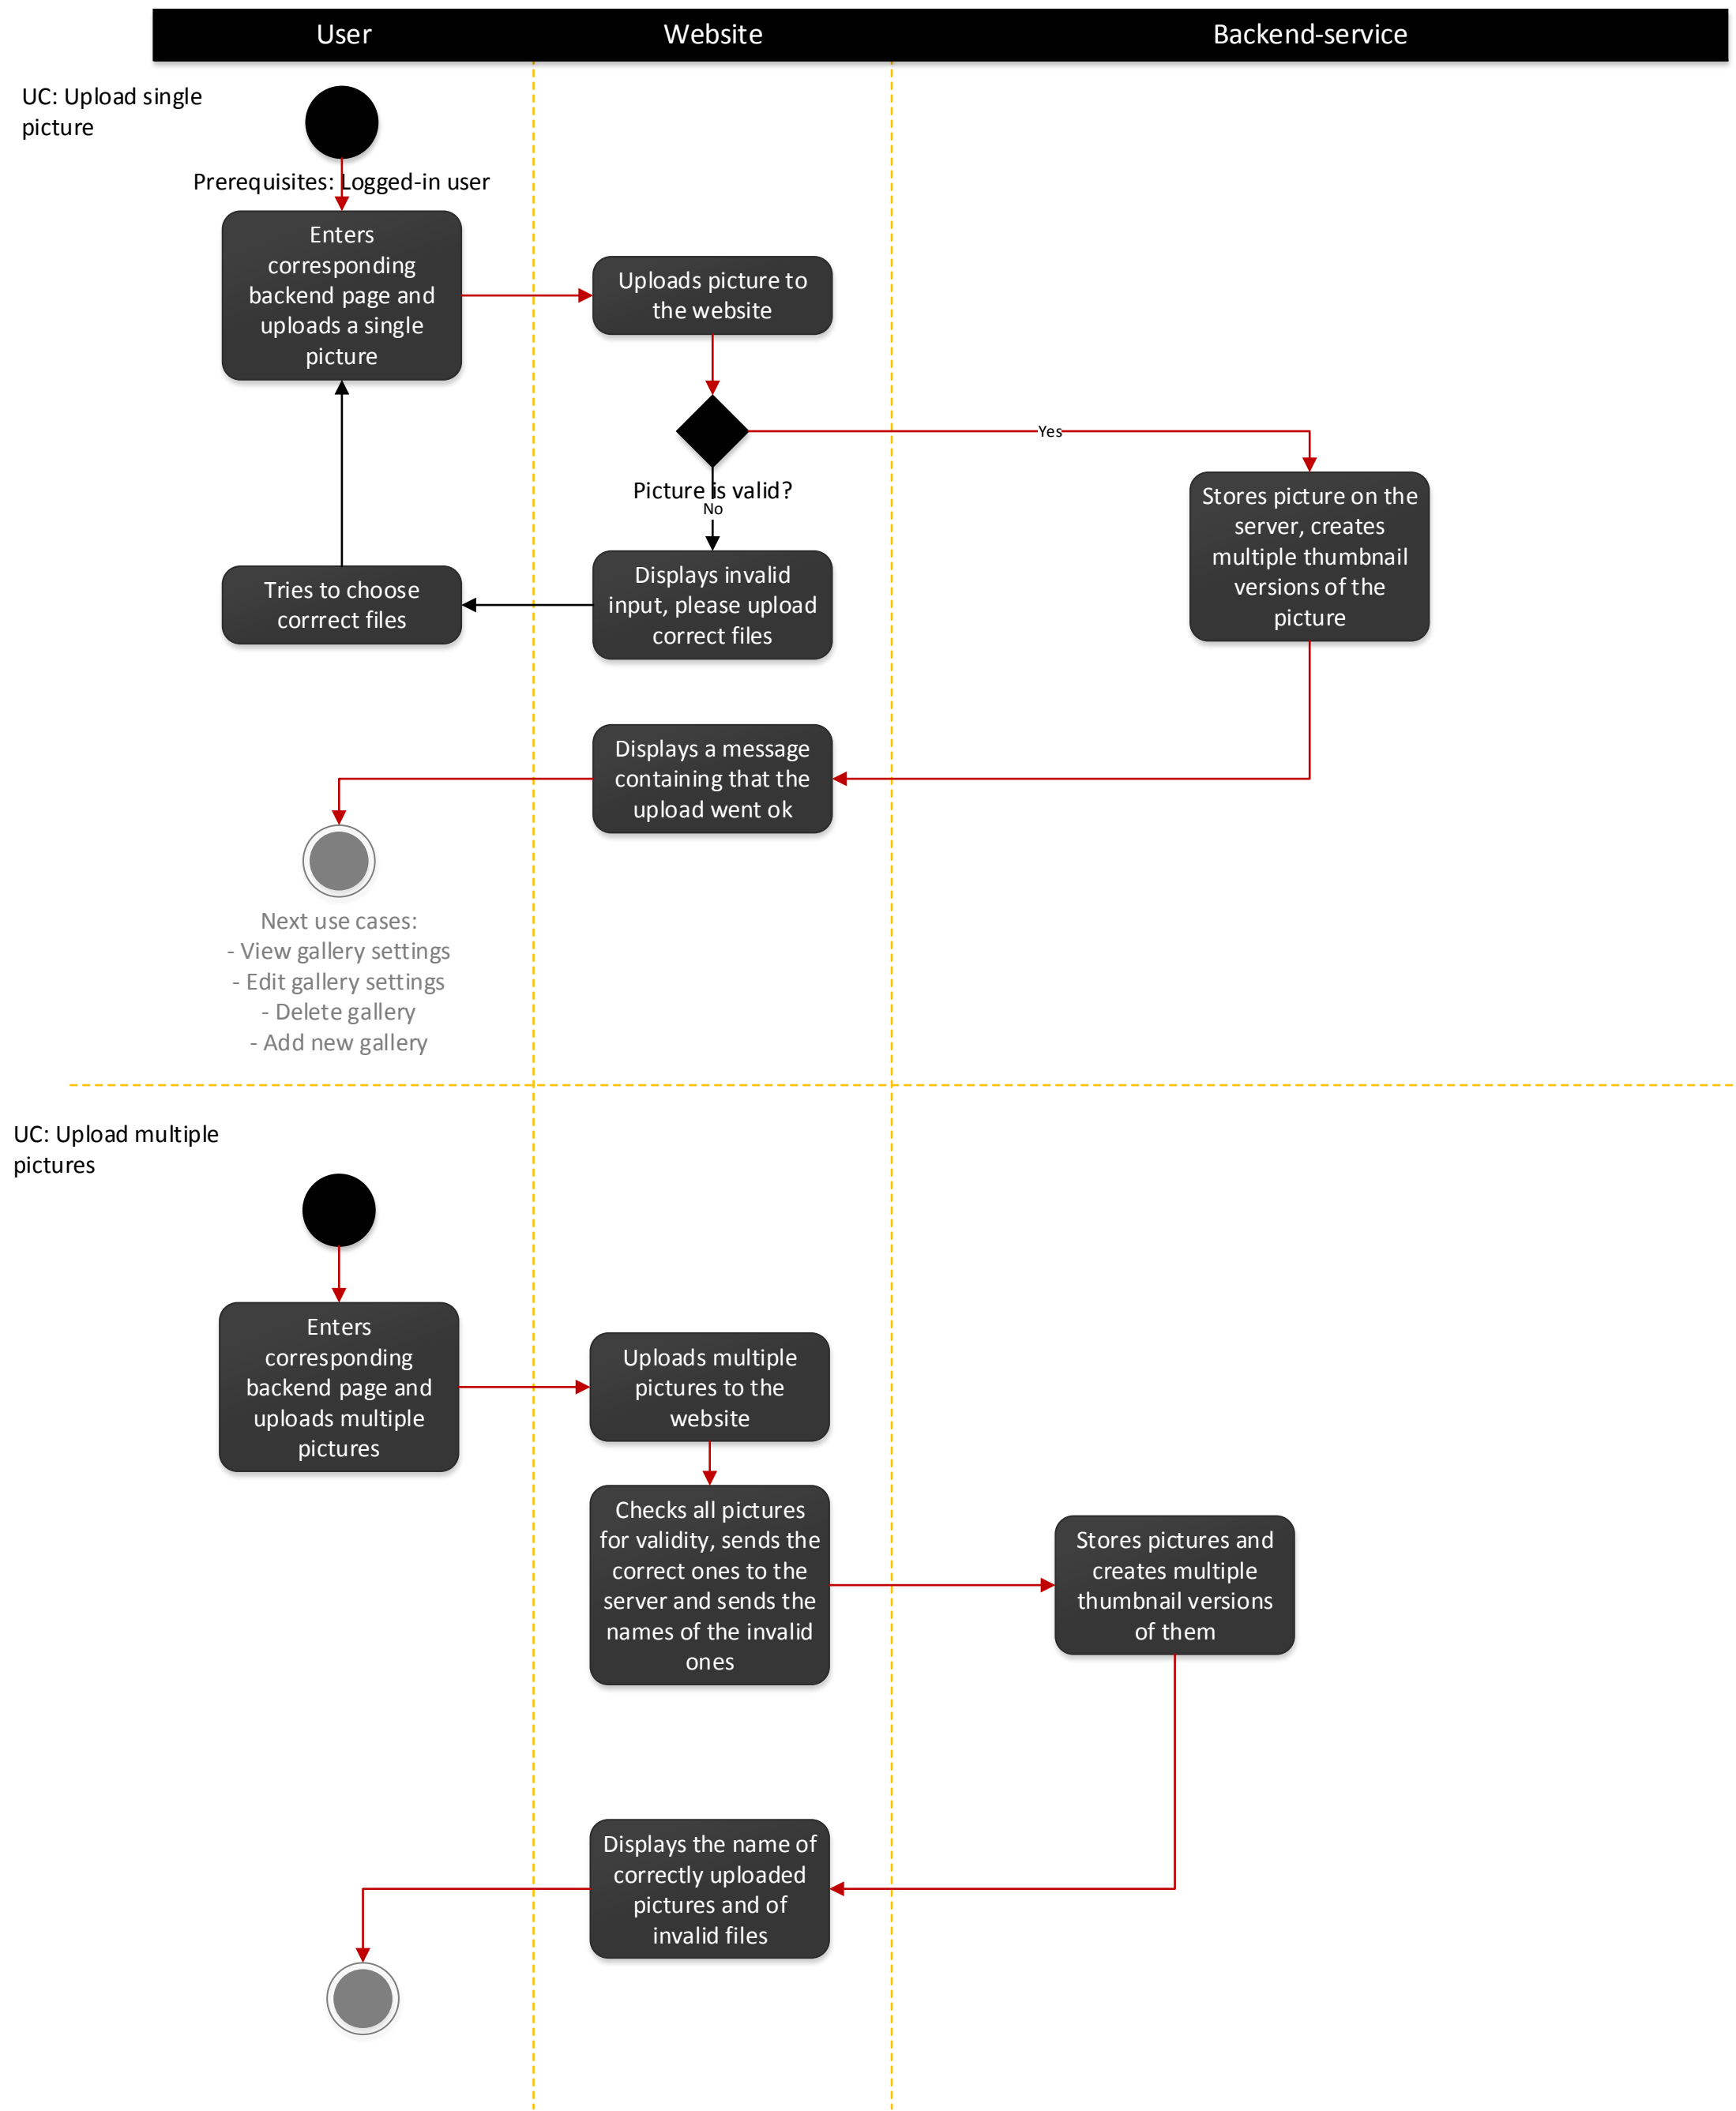 User
Website
Backend-service
UC: Upload single
picture
Prerequisites: Logged-in user
Enters
corresponding
backend page and
uploads a single
picture
Uploads picture to
the website
Yes
Picture is valid?
No
Stores picture on the
server, creates
multiple thumbnail
versions of the
picture
Displays invalid
input, please upload
correct files
Tries to choose
corrrect files
Displays a message
containing that the
upload went ok
Next use cases:
- View gallery settings
- Edit gallery settings
- Delete gallery
- Add new gallery
UC: Upload multiple
pictures
Enters
corresponding
backend page and
uploads multiple
pictures
Uploads multiple
pictures to the
website
Checks all pictures
for validity, sends the
correct ones to the
server and sends the
names of the invalid
ones
Stores pictures and
creates multiple
thumbnail versions
of them
Displays the name of
correctly uploaded
pictures and of
invalid files